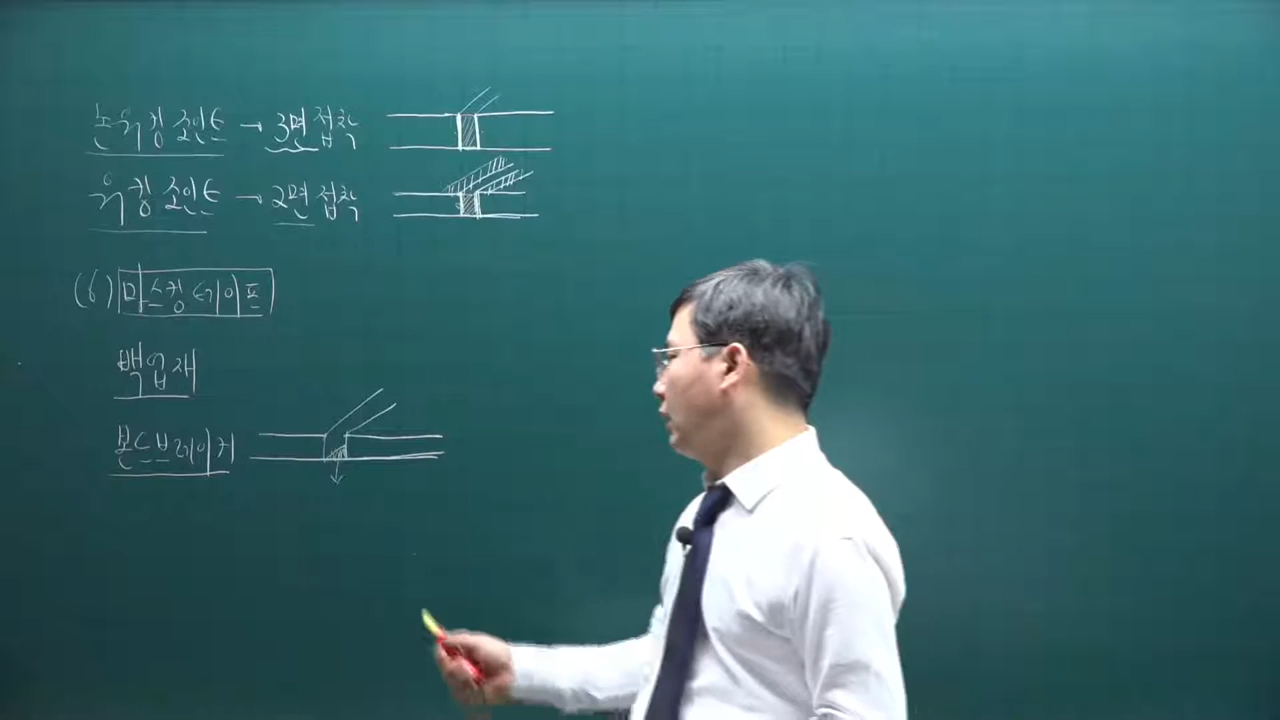 논워킹 조인트 → 3면접착
워킹 조인트 → 2면접착
(6) 마스킹 테이프
백업재
본드브레이커